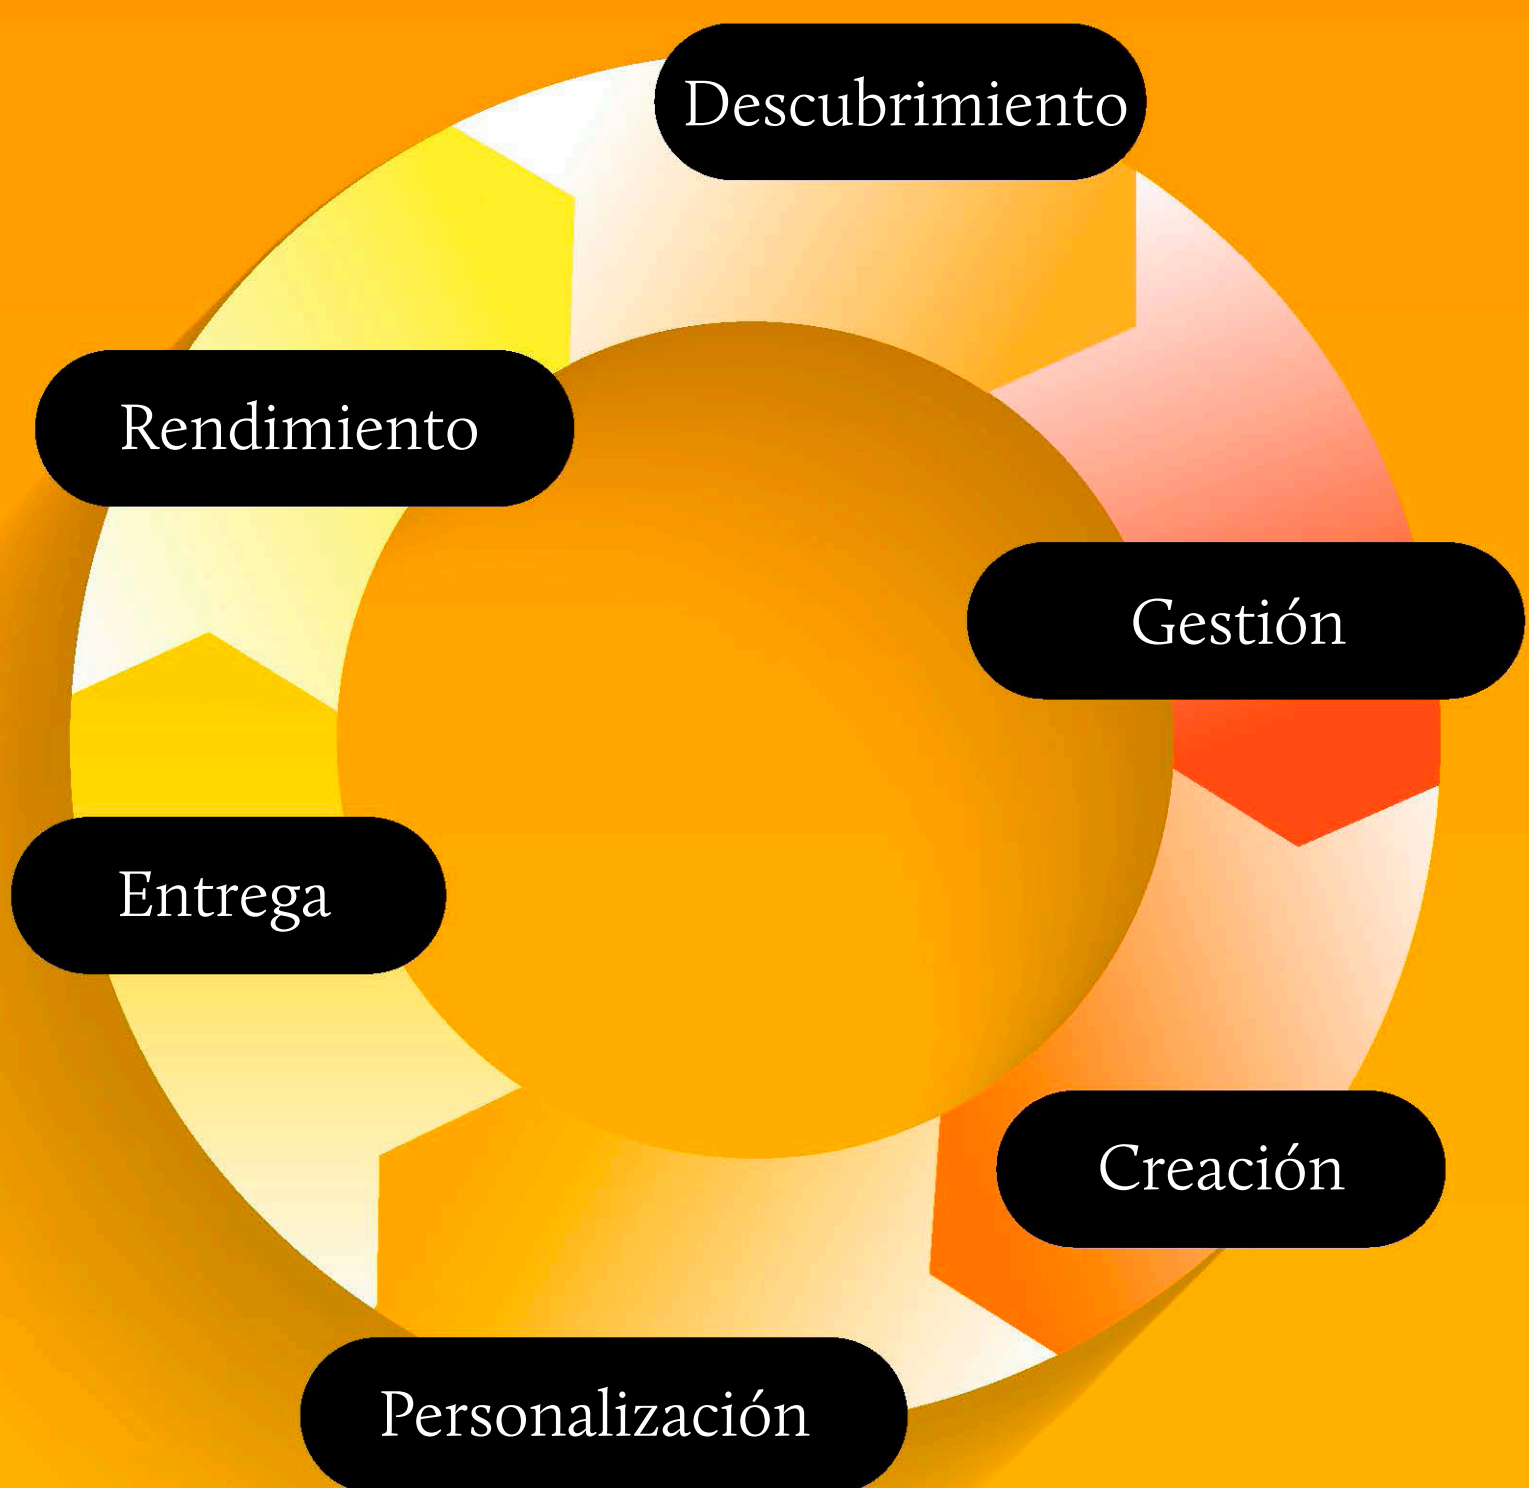 Descubrimiento
Gestión
Creación
Personalización
Entrega
Rendimiento